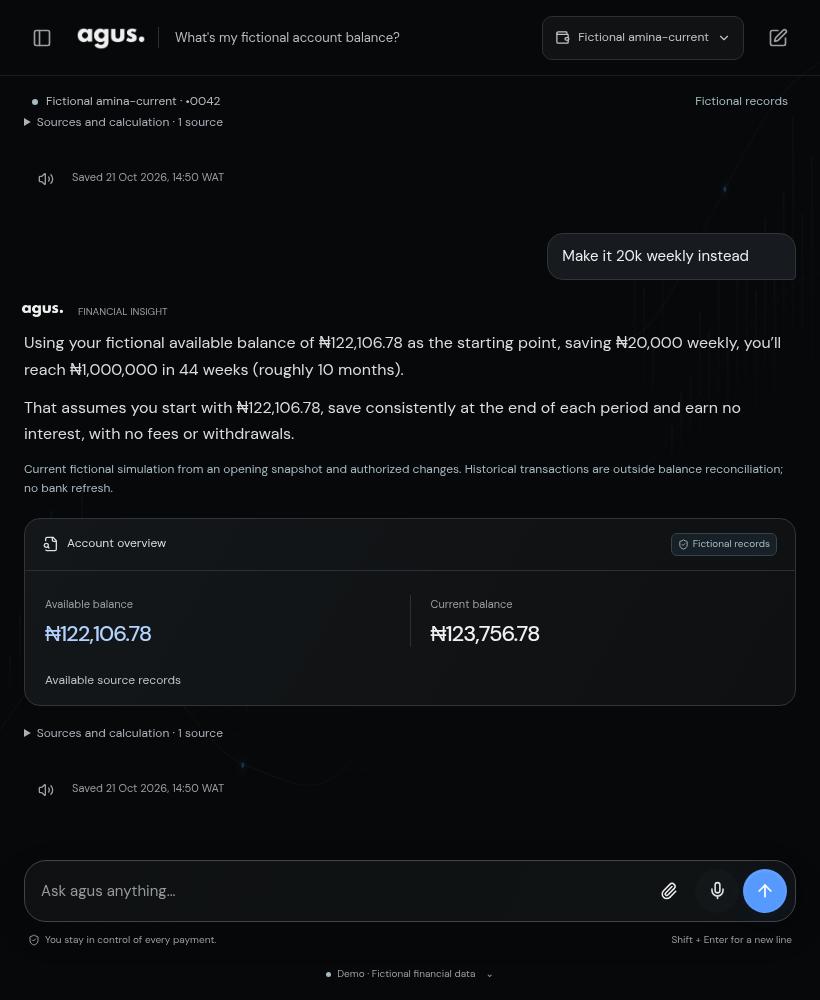 agus.
What's my fictional account balance?
Fictional amina-current
Fictional amina-current · •0042
Fictional records
Sources and calculation · 1 source
Saved 21 Oct 2026, 14:50 WAT
Make it 20k weekly instead
agus. FINANCIAL INSIGHT
Using your fictional available balance of ₦122,106.78 as the starting point, saving ₦20,000 weekly, you’ll
reach ₦1,000,000 in 44 weeks (roughly 10 months).
That assumes you start with ₦122,106.78, save consistently at the end of each period and earn no
interest, with no fees or withdrawals.
Current fictional simulation from an opening snapshot and authorized changes. Historical transactions are outside balance reconciliation;
no bank refresh.
Account overview
Fictional records
Available balance
Current balance
₦122,106.78
₦123,756.78
Available source records
Sources and calculation · 1 source
Saved 21 Oct 2026, 14:50 WAT
Ask agus anything...
You stay in control of every payment.
Shift + Enter for a new line
Demo · Fictional financial data